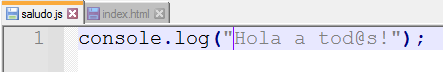 saludo.js index.html
1 console.log("Hola a tod@s!");